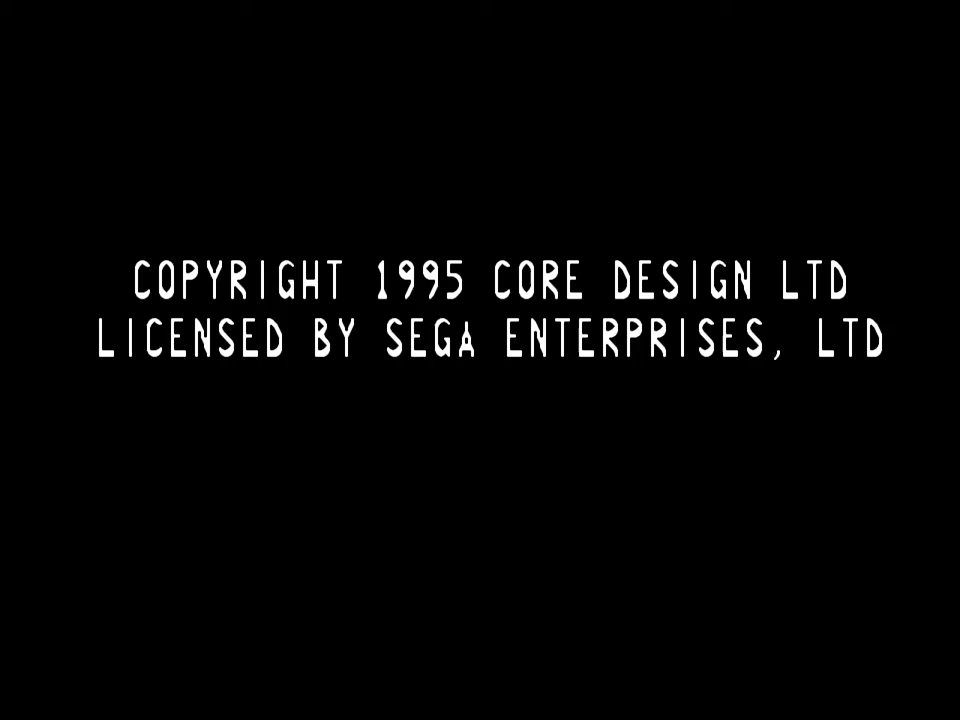 COPYRIGHT 1995 CORE DESIGN LTD
LICENSED BY SEGA ENTERPRISES, LTD